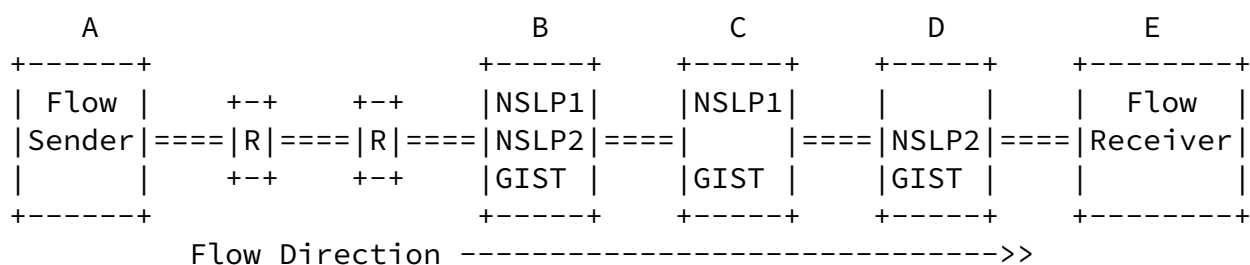 A                                 B          C          D            E
   +------+                           +-----+    +-----+    +-----+    +--------+
   | Flow |    +-+    +-+             |NSLP1|    |NSLP1|    |     |    |  Flow  |
   |Sender|====|R|====|R|====|NSLP2|====|     |====|NSLP2|====|Receiver|
   |      |    +-+    +-+             |GIST |    |GIST |    |GIST |    |        |
   +------+                           +-----+    +-----+    +-----+    +--------+
             Flow Direction ------------------------------>>